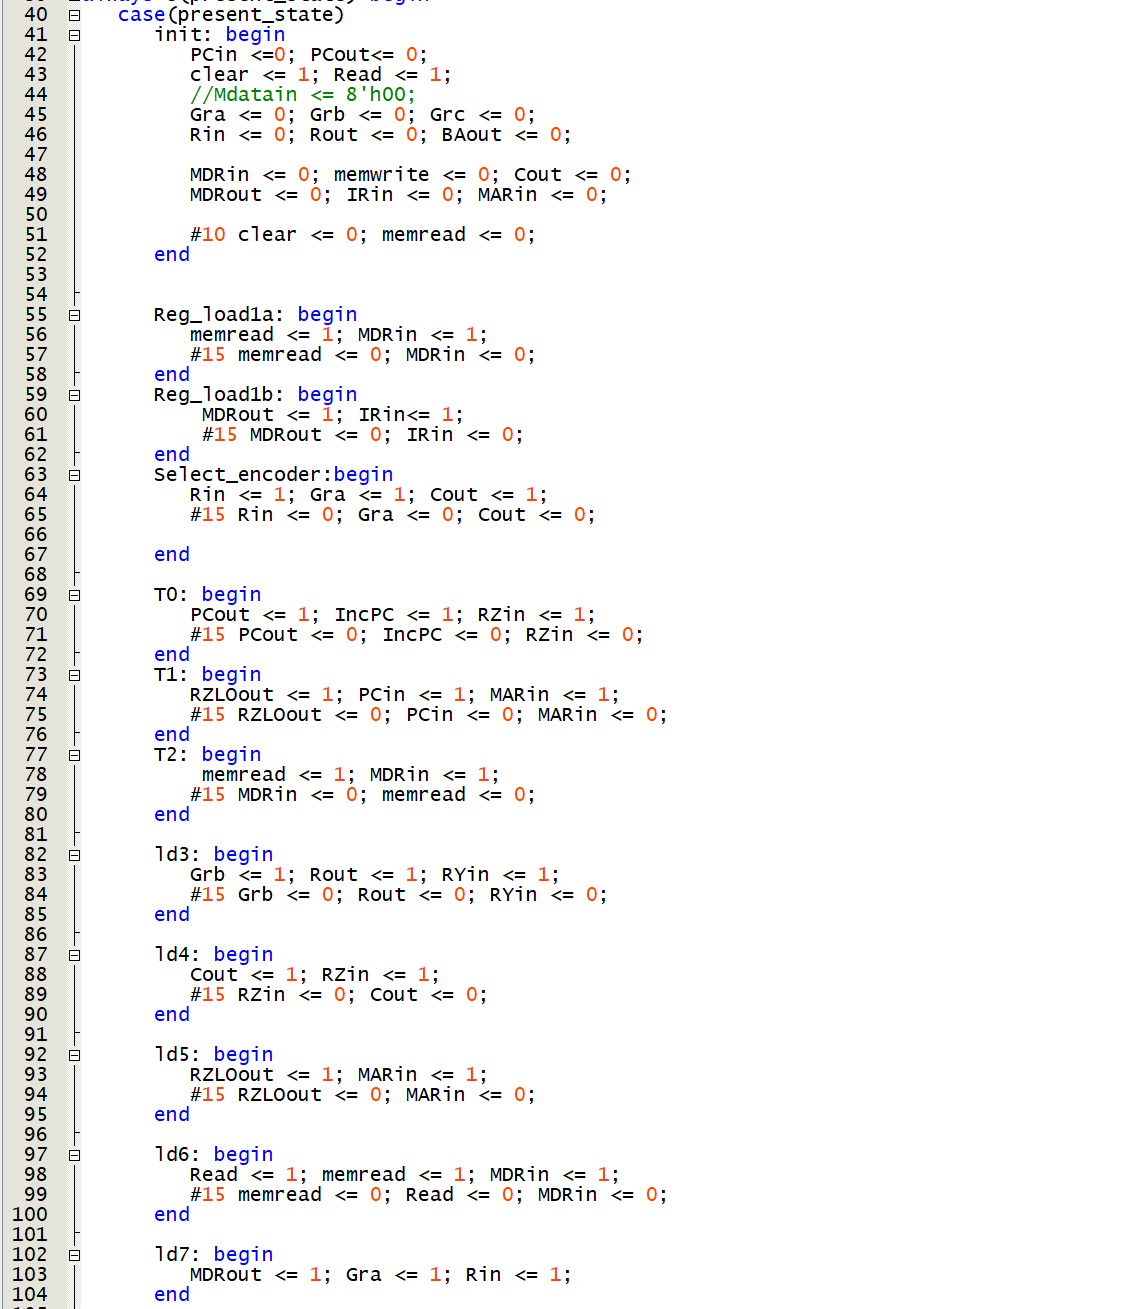 40 case(present_state)
41 init: begin
42 PCin <=0; PCout<= 0;
43 clear <= 1; Read <= 1;
44 //Mdatain <= 8'h00;
45 Gra <= 0; Grb <= 0; Grc <= 0;
46 Rin <= 0; Rout <= 0; BAout <= 0;
47
48 MDRin <= 0; memwrite <= 0; Cout <= 0;
49 MDRout <= 0; IRin <= 0; MARin <= 0;
50
51 #10 clear <= 0; memread <= 0;
52 end
53
54
55 Reg_load1a: begin
56 memread <= 1; MDRin <= 1;
57 #15 memread <= 0; MDRin <= 0;
58 end
59 Reg_load1b: begin
60 MDRout <= 1; IRin<= 1;
61 #15 MDRout <= 0; IRin <= 0;
62 end
63 Select_encoder:begin
64 Rin <= 1; Gra <= 1; Cout <= 1;
65 #15 Rin <= 0; Gra <= 0; Cout <= 0;
66
67 end
68
69 T0: begin
70 PCout <= 1; IncPC <= 1; RZin <= 1;
71 #15 PCout <= 0; IncPC <= 0; RZin <= 0;
72 end
73 T1: begin
74 RZLOout <= 1; PCin <= 1; MARin <= 1;
75 #15 RZLOout <= 0; PCin <= 0; MARin <= 0;
76 end
77 T2: begin
78 memread <= 1; MDRin <= 1;
79 #15 MDRin <= 0; memread <= 0;
80 end
81
82 ld3: begin
83 Grb <= 1; Rout <= 1; RYin <= 1;
84 #15 Grb <= 0; Rout <= 0; RYin <= 0;
85 end
86
87 ld4: begin
88 Cout <= 1; RZin <= 1;
89 #15 RZin <= 0; Cout <= 0;
90 end
91
92 ld5: begin
93 RZLOout <= 1; MARin <= 1;
94 #15 RZLOout <= 0; MARin <= 0;
95 end
96
97 ld6: begin
98 Read <= 1; memread <= 1; MDRin <= 1;
99 #15 memread <= 0; Read <= 0; MDRin <= 0;
100 end
101
102 ld7: begin
103 MDRout <= 1; Gra <= 1; Rin <= 1;
104 end